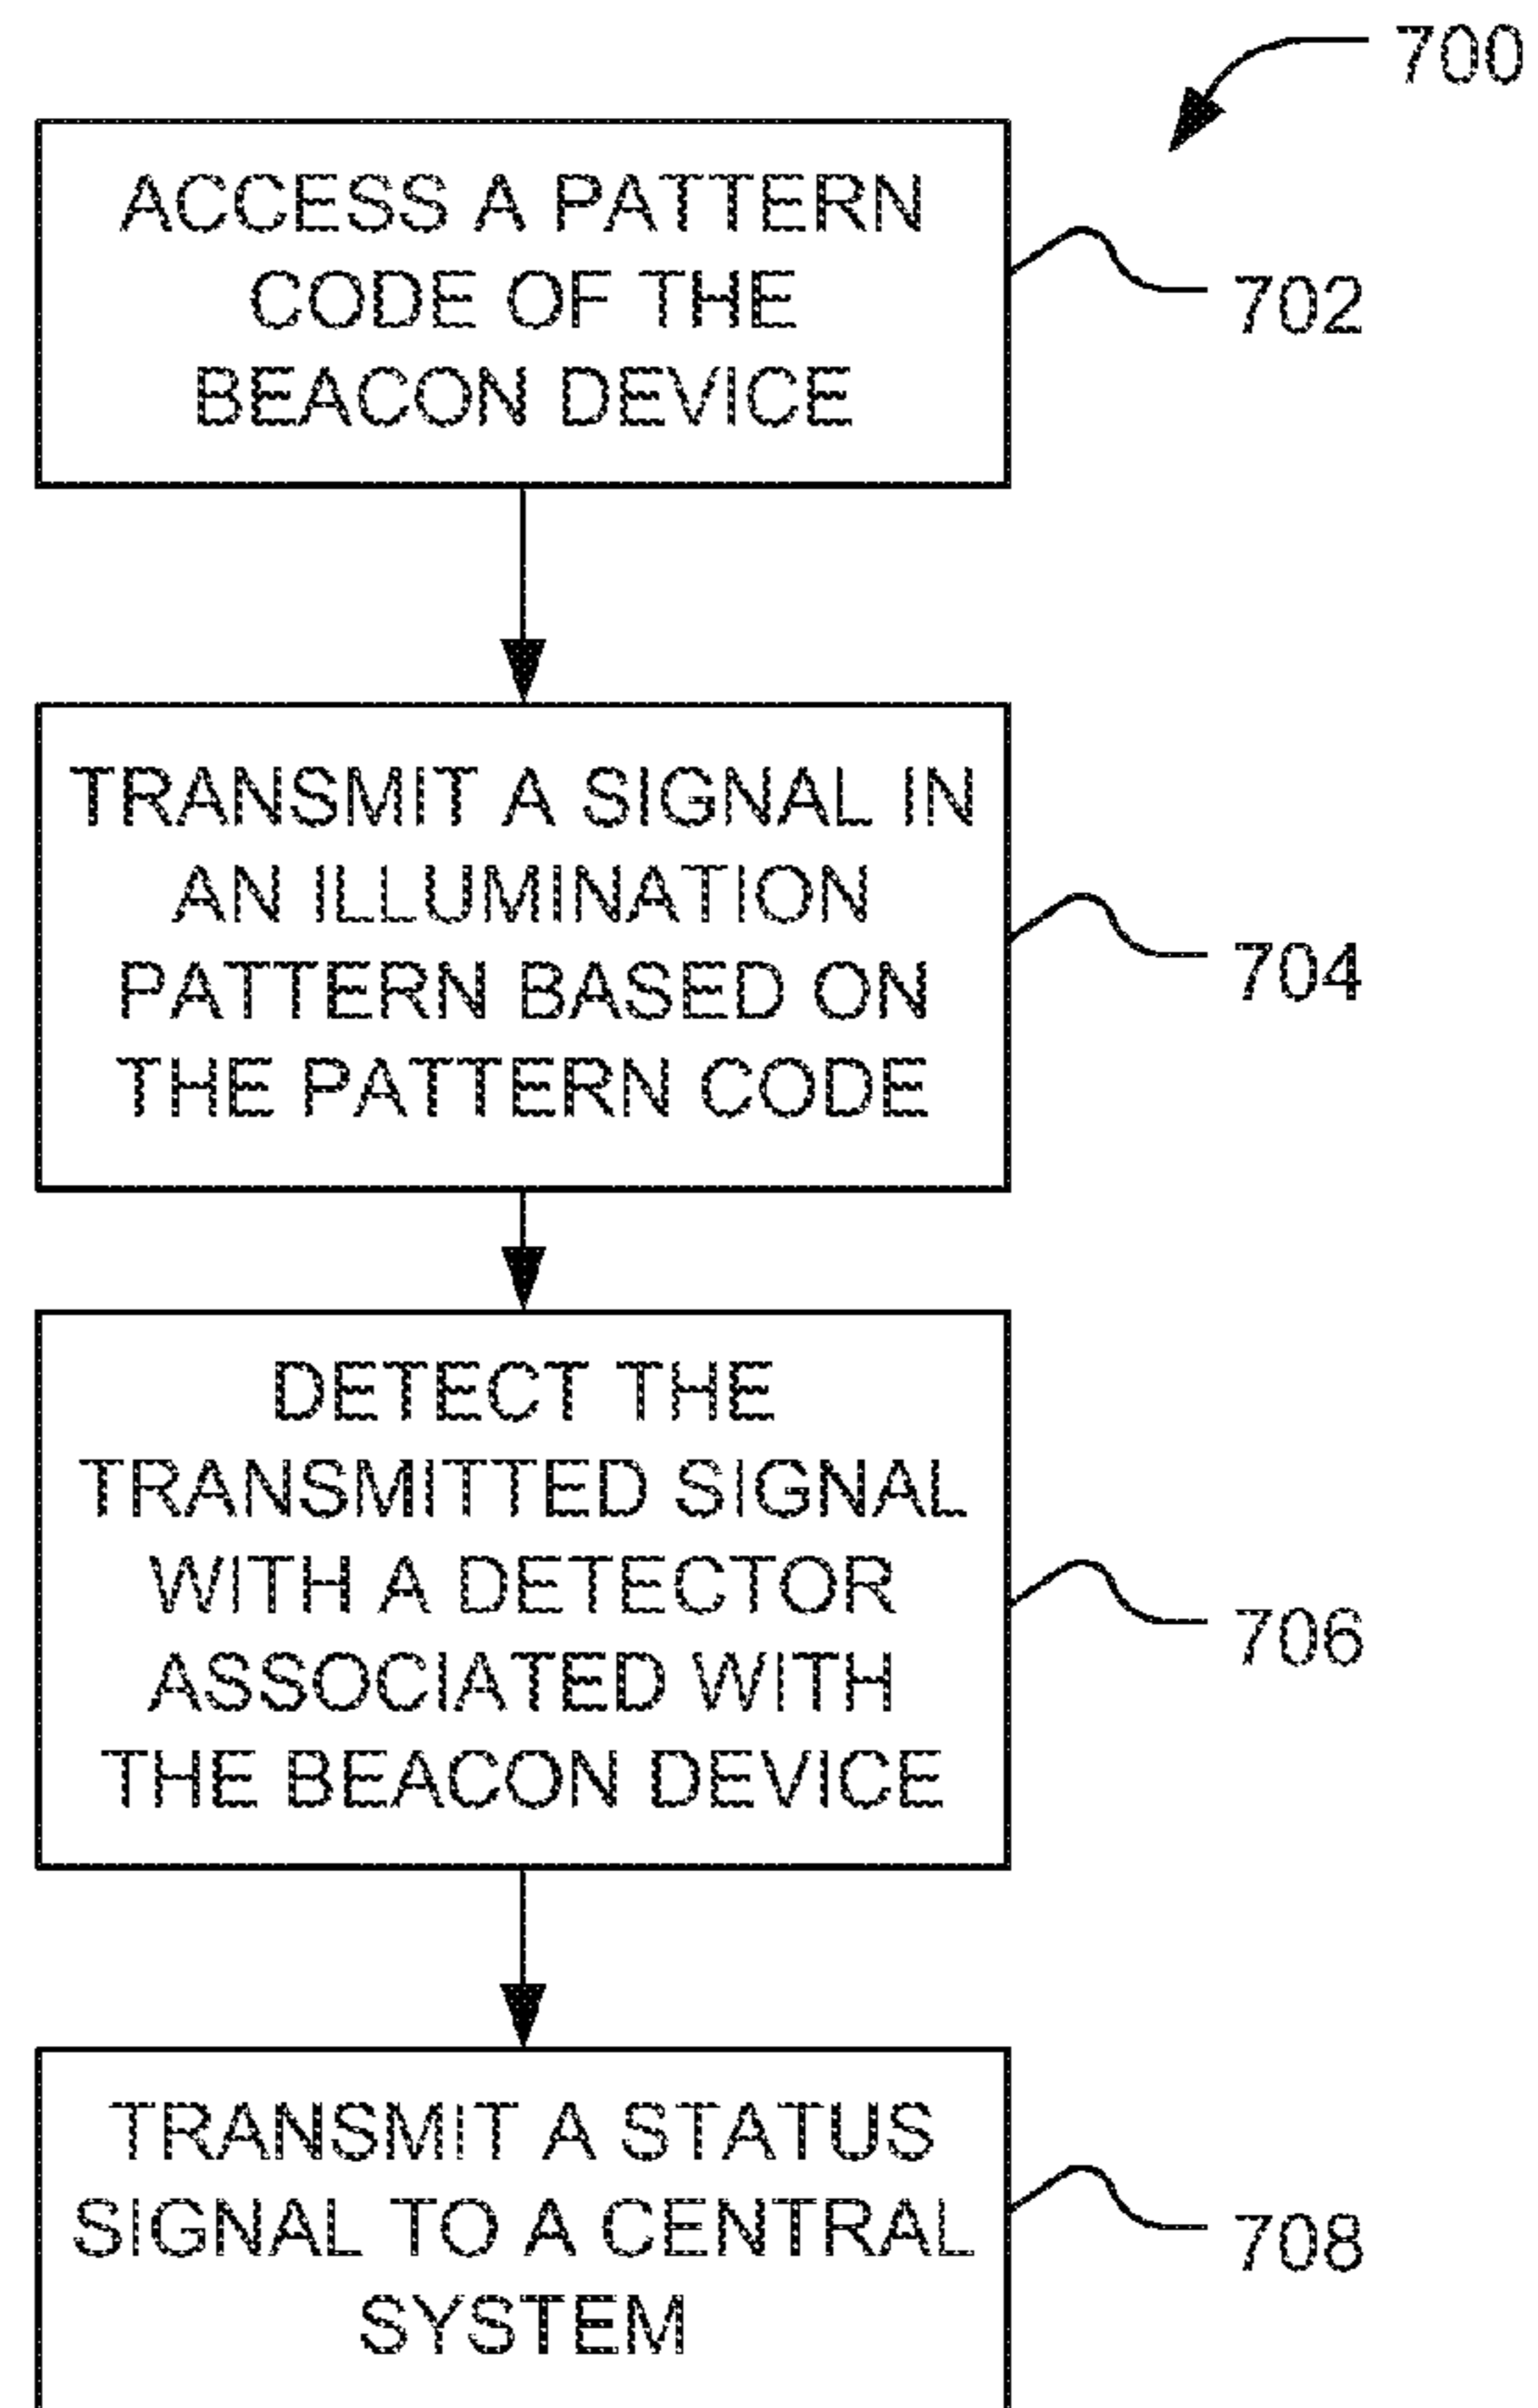 700
ACCESS A PATTERN
CODE OF THE
BEACON DEVICE
702
TRANSMIT A SIGNAL IN
AN ILLUMINATION
PATTERN BASED ON
THE PATTERN CODE
704
DETECT THE
TRANSMITTED SIGNAL
WITH A DETECTOR
ASSOCIATED WITH
THE BEACON DEVICE
706
TRANSMIT A STATUS
SIGNAL TO A CENTRAL
SYSTEM
708